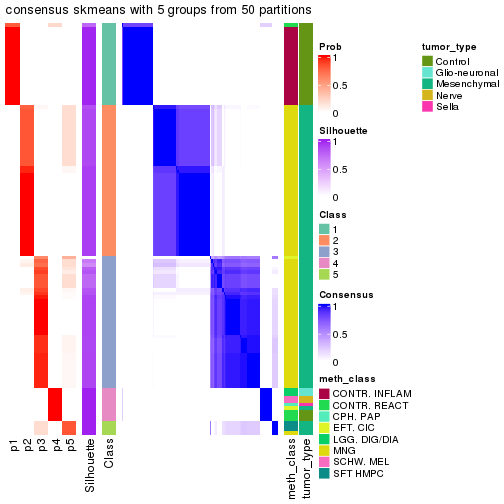 consensus skmeans with 5 groups from 50 partitions
Prob
1
0.5
0
Silhouette
1
0.5
0
Class
1
2
3
4
5
Consensus
1
0.5
0
meth_class
CONTR. INFLAM
CONTR. REACT
CPH. PAP
EFT. CIC
LGG. DIG/DIA
MNG
SCHW. MEL
SFT HMPC
tumor_type
Control
Glio-neuronal
Mesenchymal
Nerve
Sella
p1
p2
p3
p4
p5
Silhouette
Class
meth_class
tumor_type